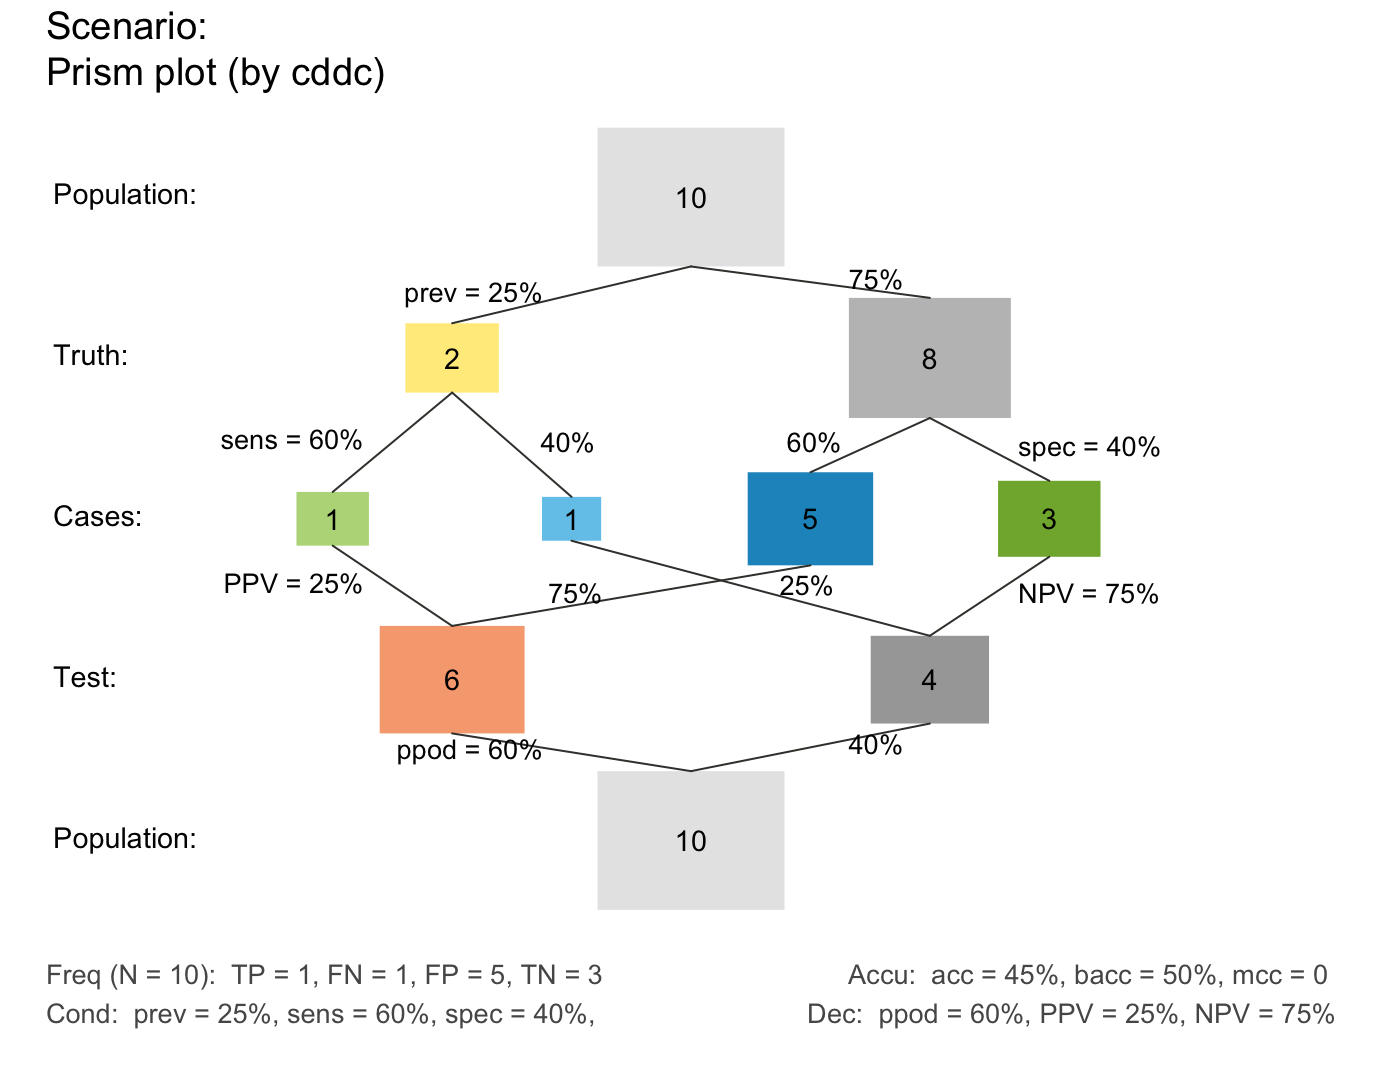 Scenario:
Prism plot (by cddc)
Population:
10
prev = 25%
75%
Truth:
2
8
sens = 60%
40%
60%
spec = 40%
Cases:
1
1
5
3
PPV = 25%
75%
25%
NPV = 75%
Test:
6
4
ppod = 60%
40%
Population:
10
Freq (N = 10):  TP = 1, FN = 1, FP = 5, TN = 3
Accu:  acc = 45%, bacc = 50%, mcc = 0
Cond:  prev = 25%, sens = 60%, spec = 40%,
Dec:  ppod = 60%, PPV = 25%, NPV = 75%